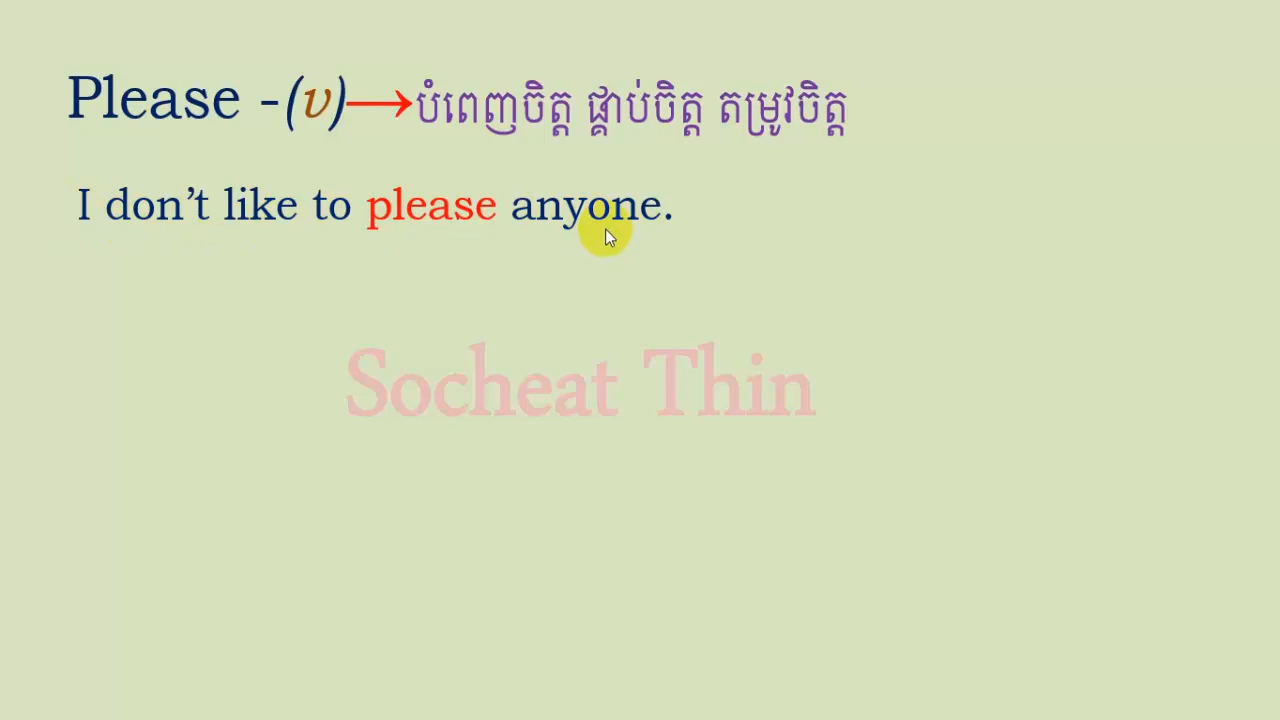 Please -(v)→បំពេញចិត្ត ផ្គាប់ចិត្ត តម្រូវចិត្ត
I don’t like to please anyone.
Socheat Thin